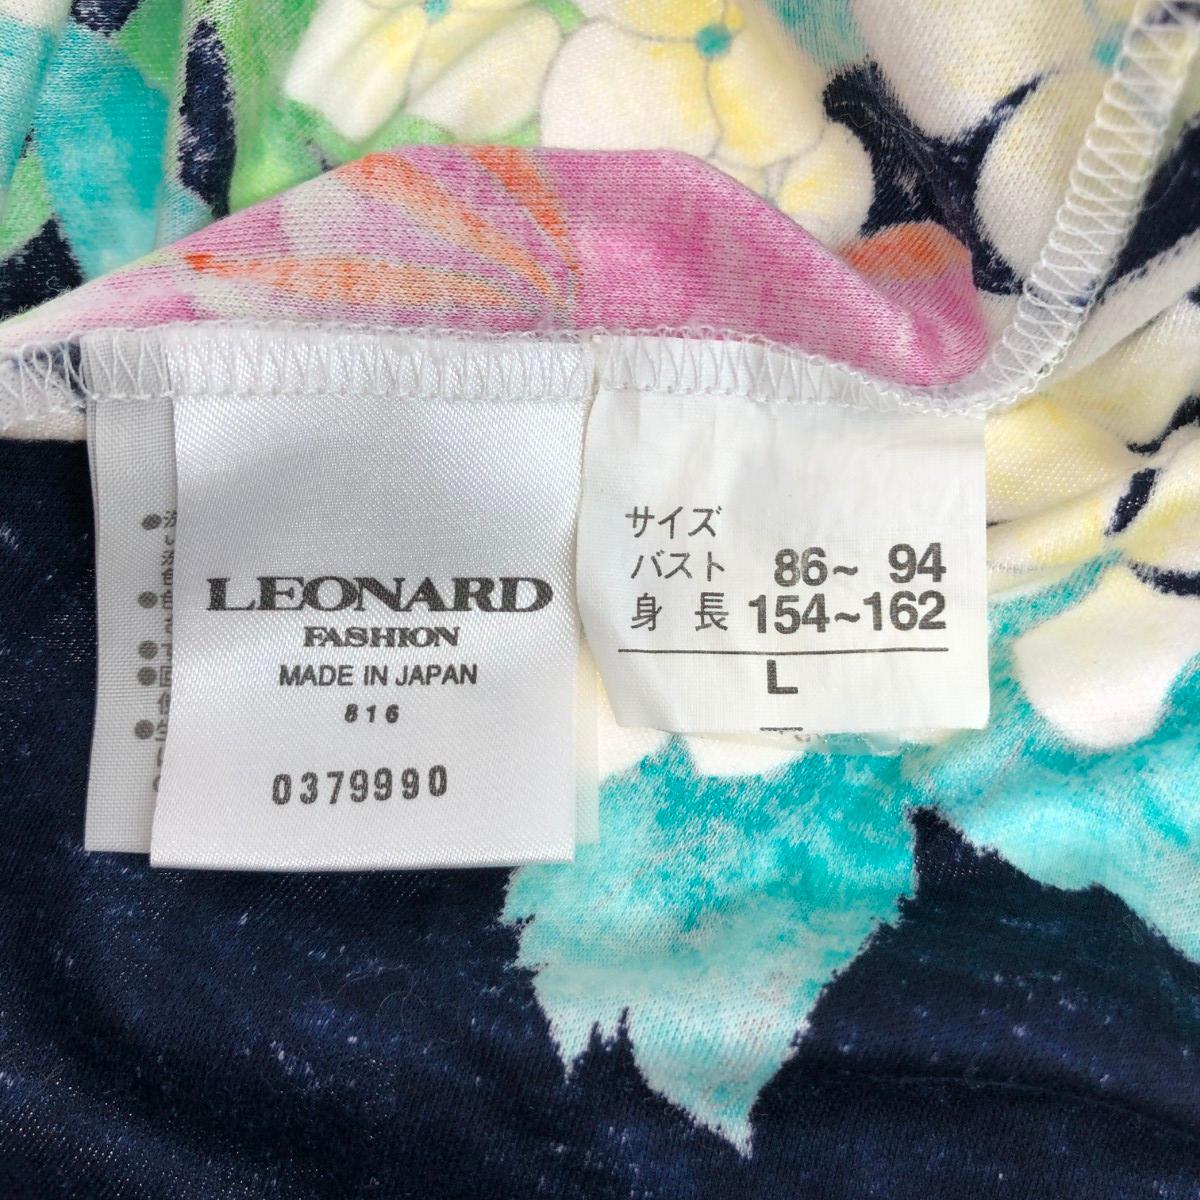 LEONARD
FASHION
MADE IN JAPAN
816
0379990
サイズ
バスト 86~ 94
身 長 154~162
L